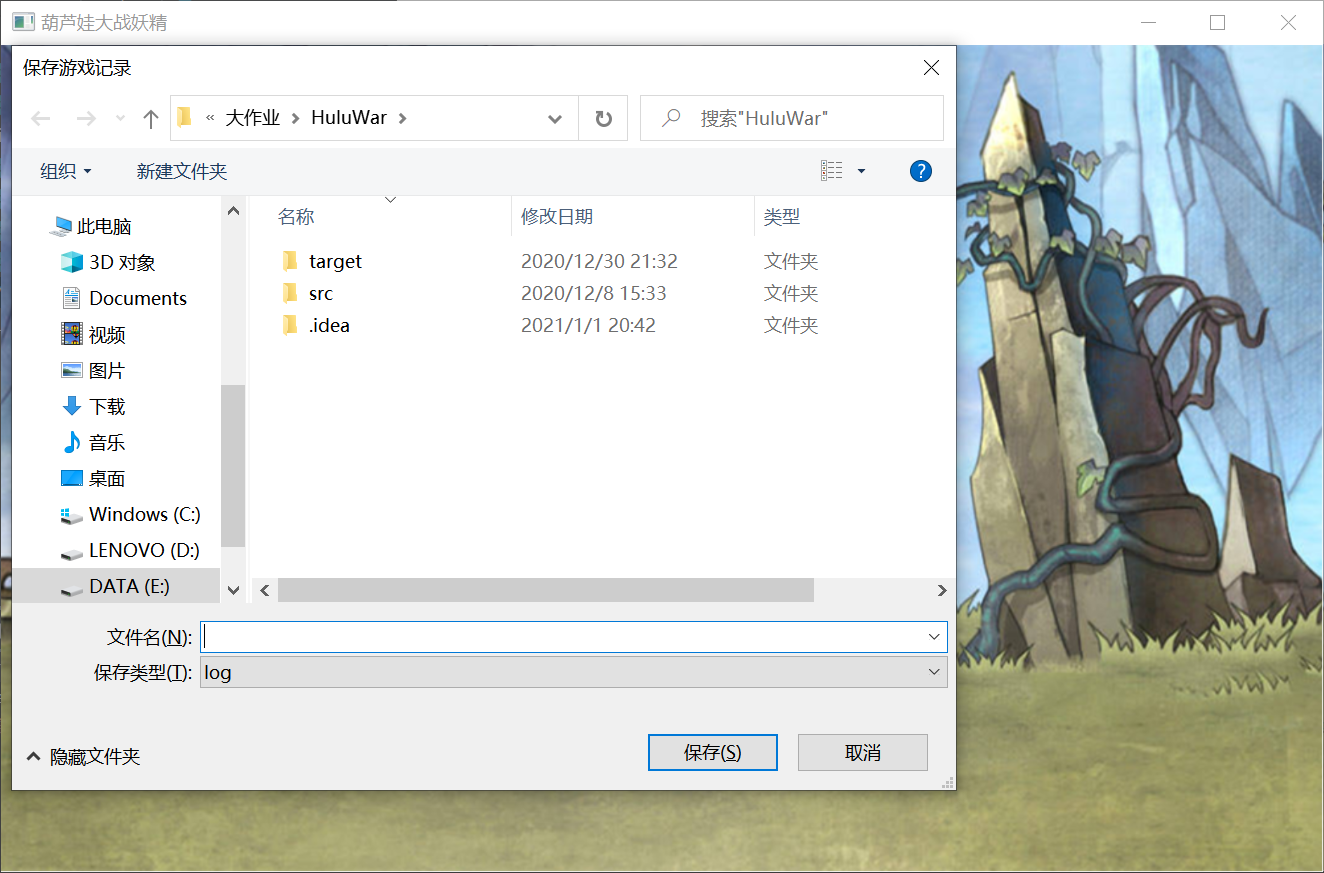 葫芦娃大战妖精
保存游戏记录
« 大作业 > HuluWar >
搜索"HuluWar"
组织 新建文件夹
?
名称 修改日期 类型
此电脑
3D 对象
Documents
视频
图片
下载
音乐
桌面
Windows (C:)
LENOVO (D:)
DATA (E:)
target 2020/12/30 21:32 文件夹
src 2020/12/8 15:33 文件夹
.idea 2021/1/1 20:42 文件夹
文件名(N):
保存类型(T): log
隐藏文件夹
保存(S) 取消